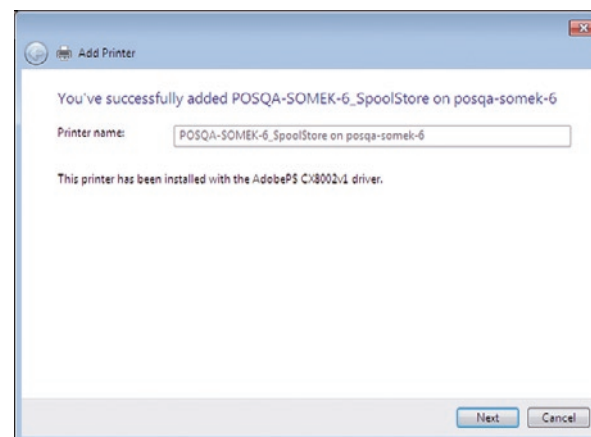 Add Printer
You've successfully added POSQA-SOMEK-6_SpoolStore on posqa-somek-6
Printer name:
POSQA-SOMEK-6_SpoolStore on posqa-somek-6
This printer has been installed with the AdobePS CX8002v1 driver.
Next
Cancel